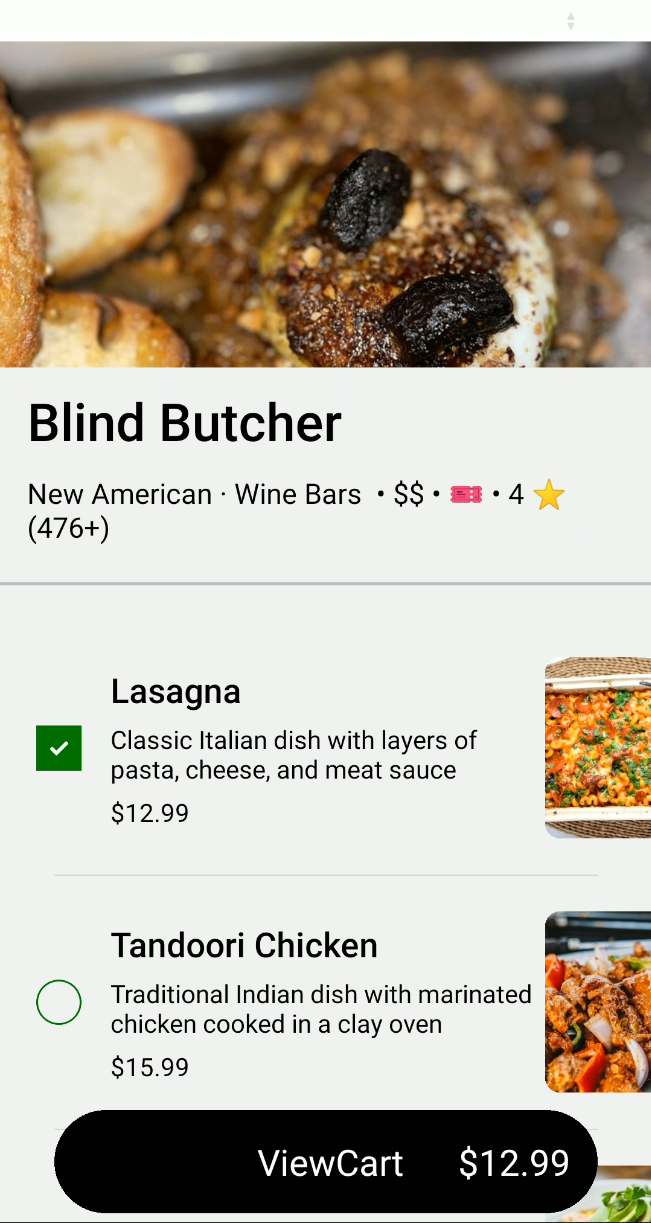 Blind Butcher
New American · Wine Bars • $$ • 🎟 • 4 ⭐
(476+)
Lasagna
Classic Italian dish with layers of
pasta, cheese, and meat sauce
$12.99
Tandoori Chicken
Traditional Indian dish with marinated
chicken cooked in a clay oven
$15.99
ViewCart $12.99